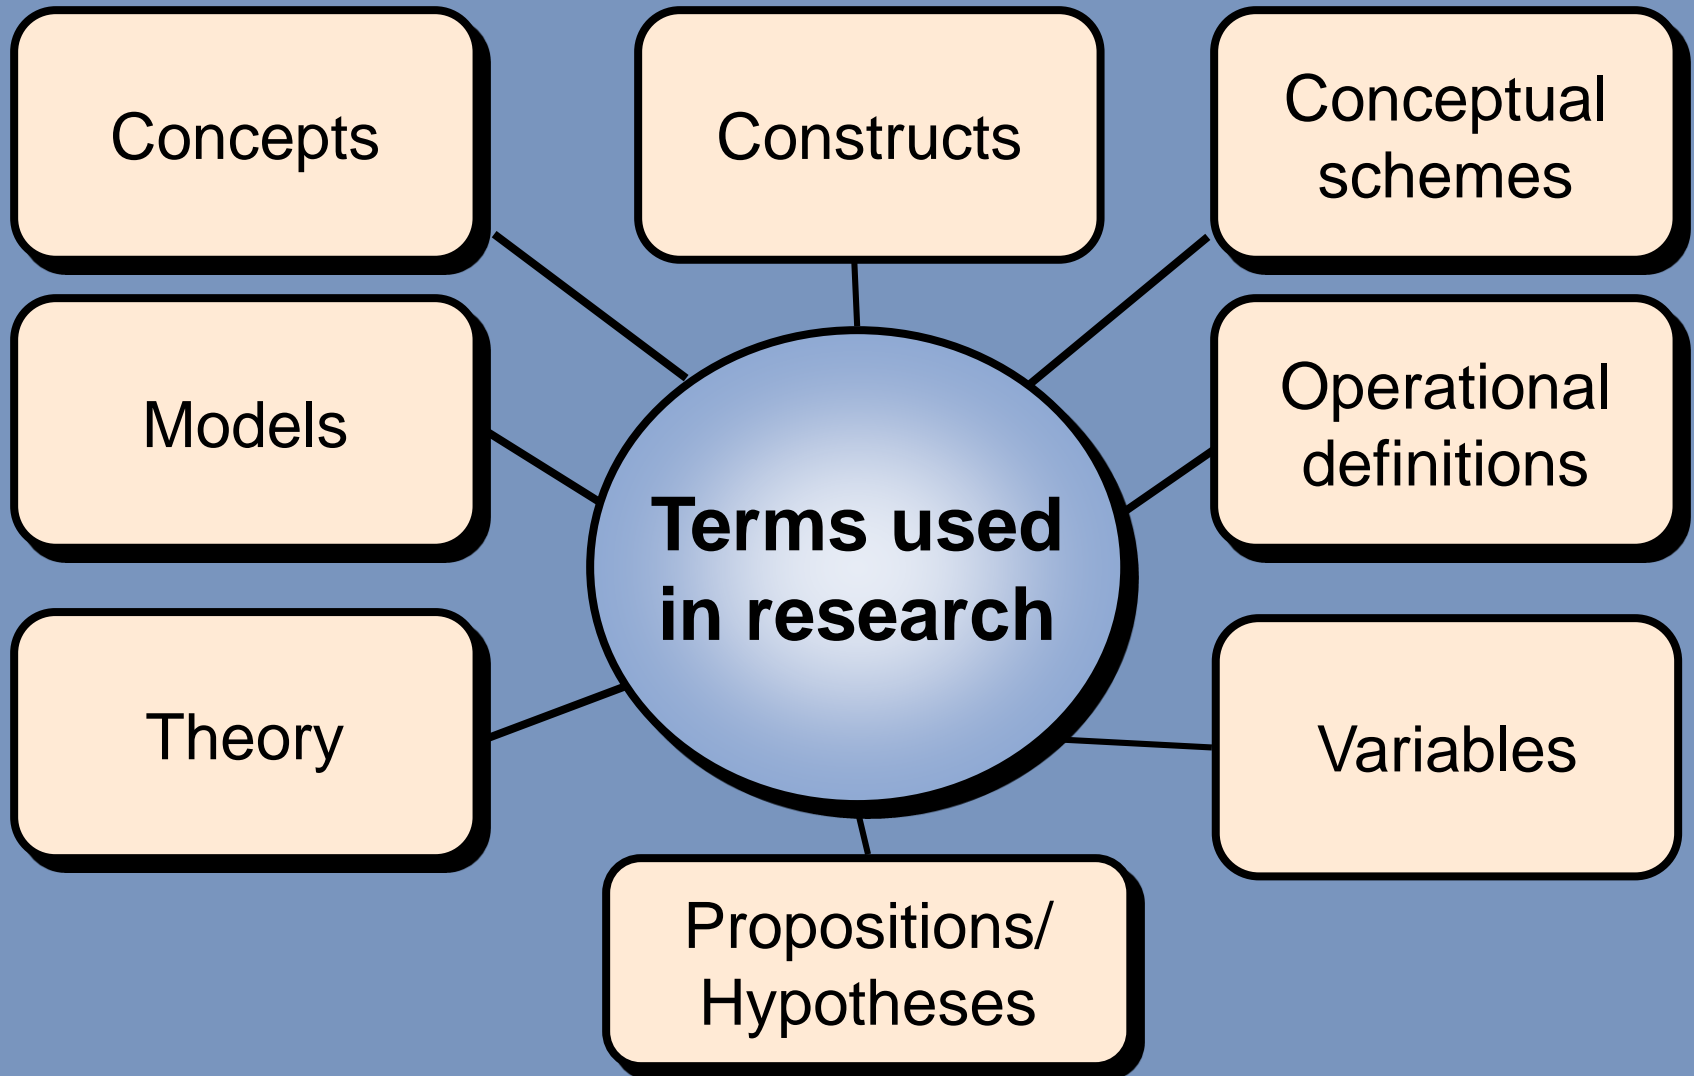 Concepts
Constructs
Conceptual
schemes
Models
Operational
definitions
Terms used
in research
Theory
Variables
Propositions/
Hypotheses